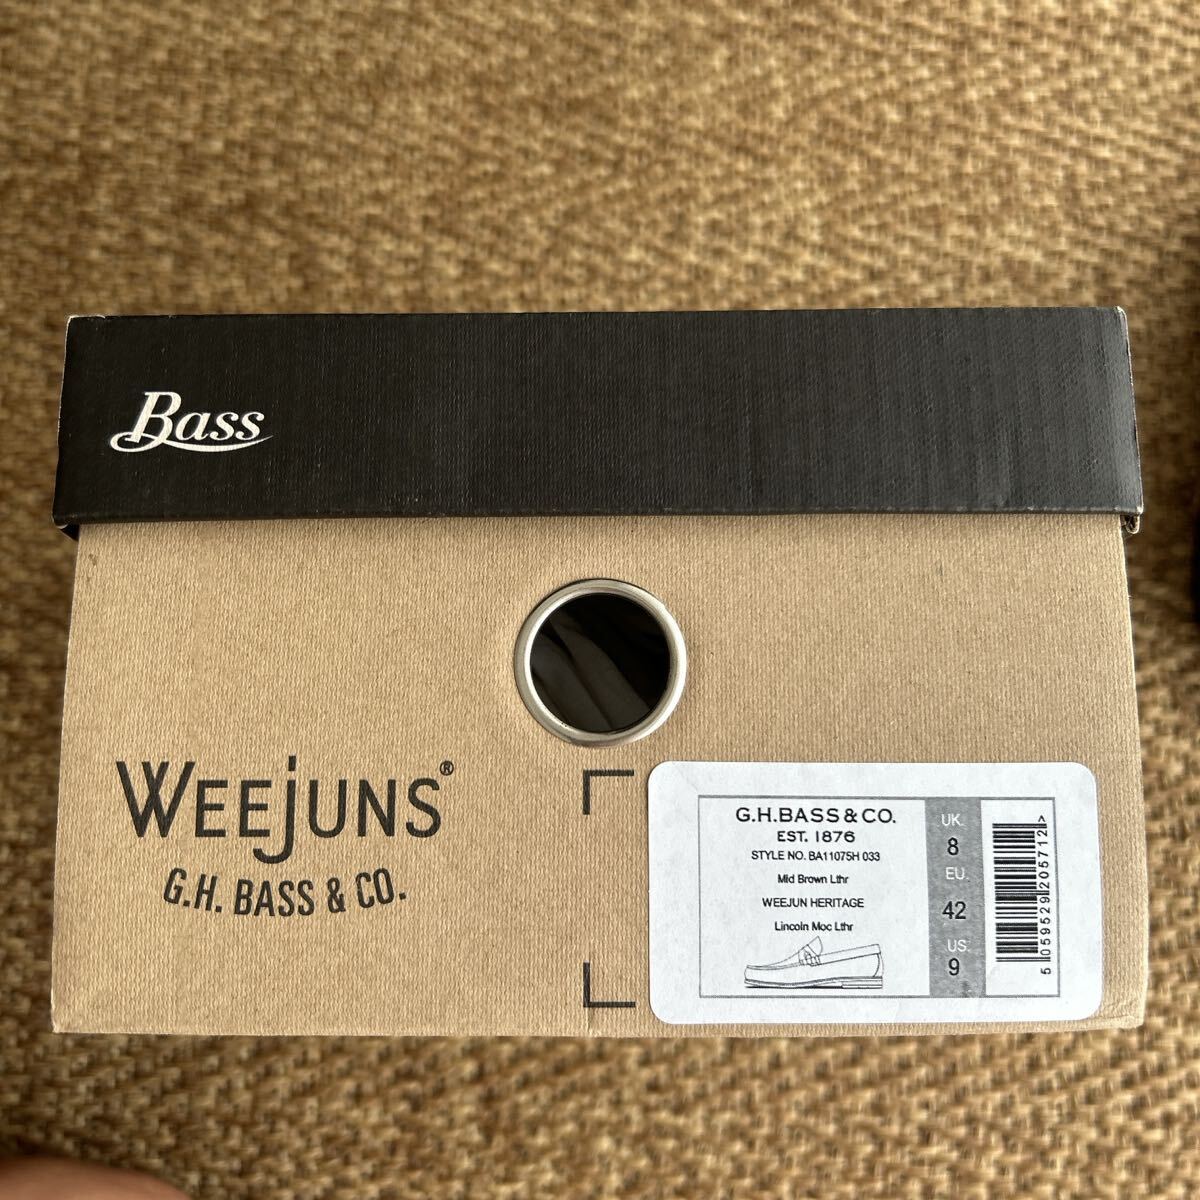 Bass
WEEJUNS®
G.H. BASS & CO.
G.H.BASS & CO.
EST. 1876
STYLE NO. BA11075H 033
Mid Brown Lthr
WEEJUN HERITAGE
Lincoln Moc Lthr
UK.
8
EU.
42
US.
9
5 059529 205712 >